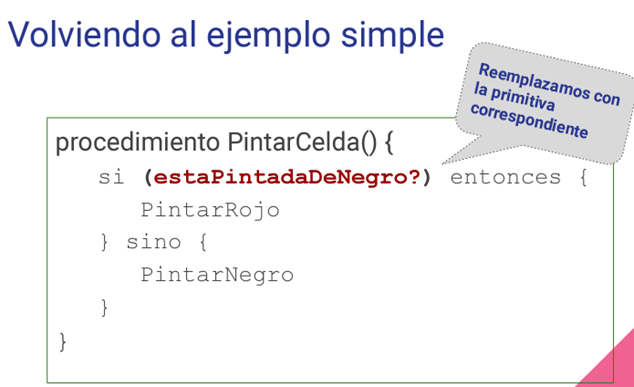 Volviendo al ejemplo simple
Reemplazamos con
la primitiva
correspondiente
procedimiento PintarCelda() {
si (estaPintadaDeNegro?) entonces {
PintarRojo
} sino {
PintarNegro
}
}